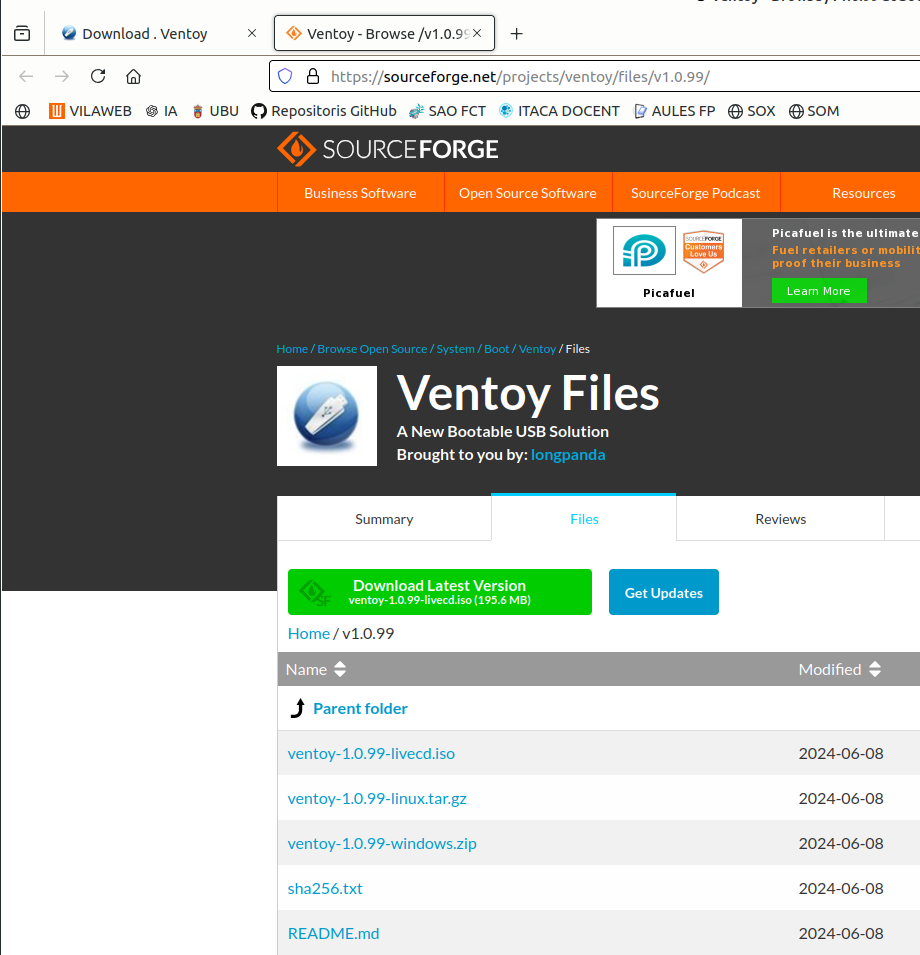 Download . Ventoy
Ventoy - Browse /v1.0.99
https://sourceforge.net/projects/ventoy/files/v1.0.99/
VILAWEB IA UBU Repositoris GitHub SAO FCT ITACA DOCENT AULES FP SOX SOM
SOURCEFORGE
Business Software Open Source Software SourceForge Podcast Resources
Picafuel is the ultimate
Fuel retailers or mobilit
proof their business
SOURCEFORGE
Customers
Love Us
Picafuel
Learn More
Home / Browse Open Source / System / Boot / Ventoy / Files
Ventoy Files
A New Bootable USB Solution
Brought to you by: longpanda
Summary Files Reviews
Download Latest Version
ventoy-1.0.99-livecd.iso (195.6 MB)
SF
Get Updates
Home / v1.0.99
Name Modified
Parent folder
ventoy-1.0.99-livecd.iso 2024-06-08
ventoy-1.0.99-linux.tar.gz 2024-06-08
ventoy-1.0.99-windows.zip 2024-06-08
sha256.txt 2024-06-08
README.md 2024-06-08